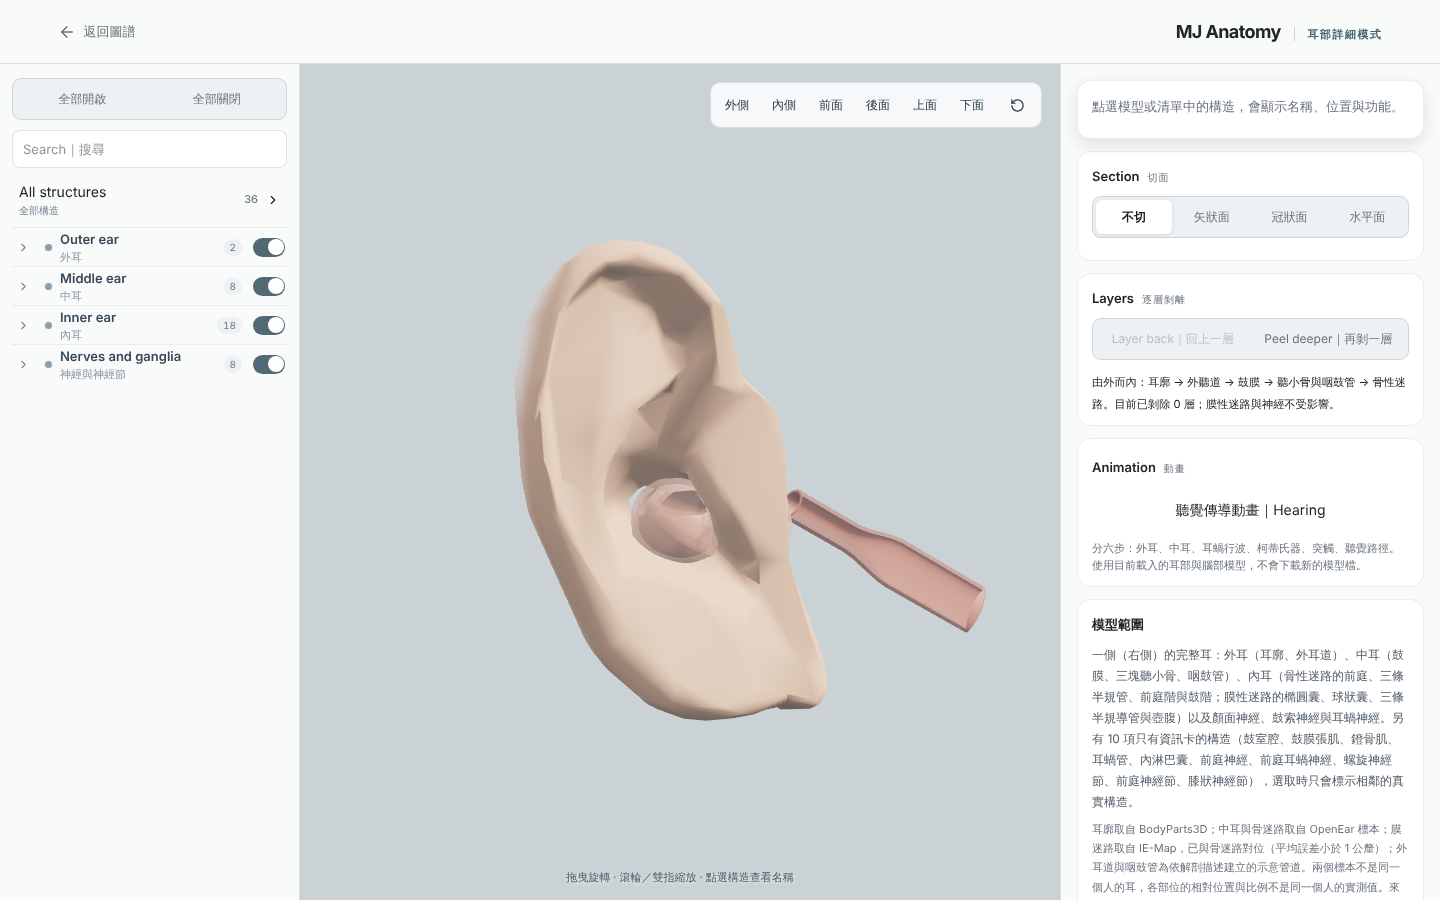 返回圖譜
MJ Anatomy
耳部詳細模式
全部開啟
全部關閉
Search｜搜尋
All structures
全部構造
36
Outer ear
外耳
2
Middle ear
中耳
8
Inner ear
內耳
18
Nerves and ganglia
神經與神經節
8
外側
內側
前面
後面
上面
下面
拖曳旋轉 · 滾輪／雙指縮放 · 點選構造查看名稱
點選模型或清單中的構造，會顯示名稱、位置與功能。
Section 切面
不切
矢狀面
冠狀面
水平面
Layers 逐層剝離
Layer back｜回上一層
Peel deeper｜再剝一層
由外而內：耳廓 → 外聽道 → 鼓膜 → 聽小骨與咽鼓管 → 骨性迷
路。目前已剝除 0 層；膜性迷路與神經不受影響。
Animation 動畫
聽覺傳導動畫｜Hearing
分六步：外耳、中耳、耳蝸行波、柯蒂氏器、突觸、聽覺路徑。
使用目前載入的耳部與腦部模型，不會下載新的模型檔。
模型範圍
一側（右側）的完整耳：外耳（耳廓、外耳道）、中耳（鼓
膜、三塊聽小骨、咽鼓管）、內耳（骨性迷路的前庭、三條
半規管、前庭階與鼓階；膜性迷路的橢圓囊、球狀囊、三條
半規導管與壺腹）以及顏面神經、鼓索神經與耳蝸神經。另
有 10 項只有資訊卡的構造（鼓室腔、鼓膜張肌、鐙骨肌、
耳蝸管、內淋巴囊、前庭神經、前庭耳蝸神經、螺旋神經
節、前庭神經節、膝狀神經節），選取時只會標示相鄰的真
實構造。
耳廓取自 BodyParts3D；中耳與骨迷路取自 OpenEar 標本；膜
迷路取自 IE-Map，已與骨迷路對位（平均誤差小於 1 公釐）；外
耳道與咽鼓管為依解剖描述建立的示意管道。兩個標本不是同一
個人的耳，各部位的相對位置與比例不是同一個人的實測值。來